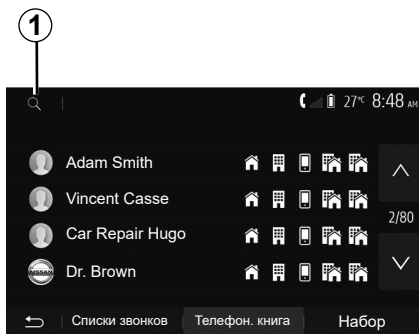 1
27°C 8:48 AM
Adam Smith
Vincent Casse
Car Repair Hugo
NISSAN Dr. Brown
2/80
Списки звонков Телефон. книга Набор